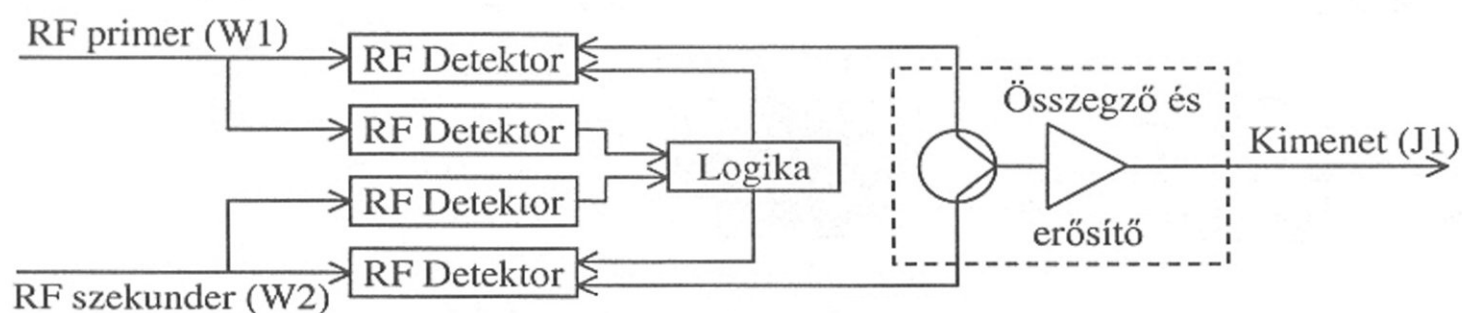 RF primer (W1)
RF Detektor
RF Detektor
RF Detektor
RF Detektor
RF szekunder (W2)
Logika
Összegző és
erősítő
Kimenet (J1)